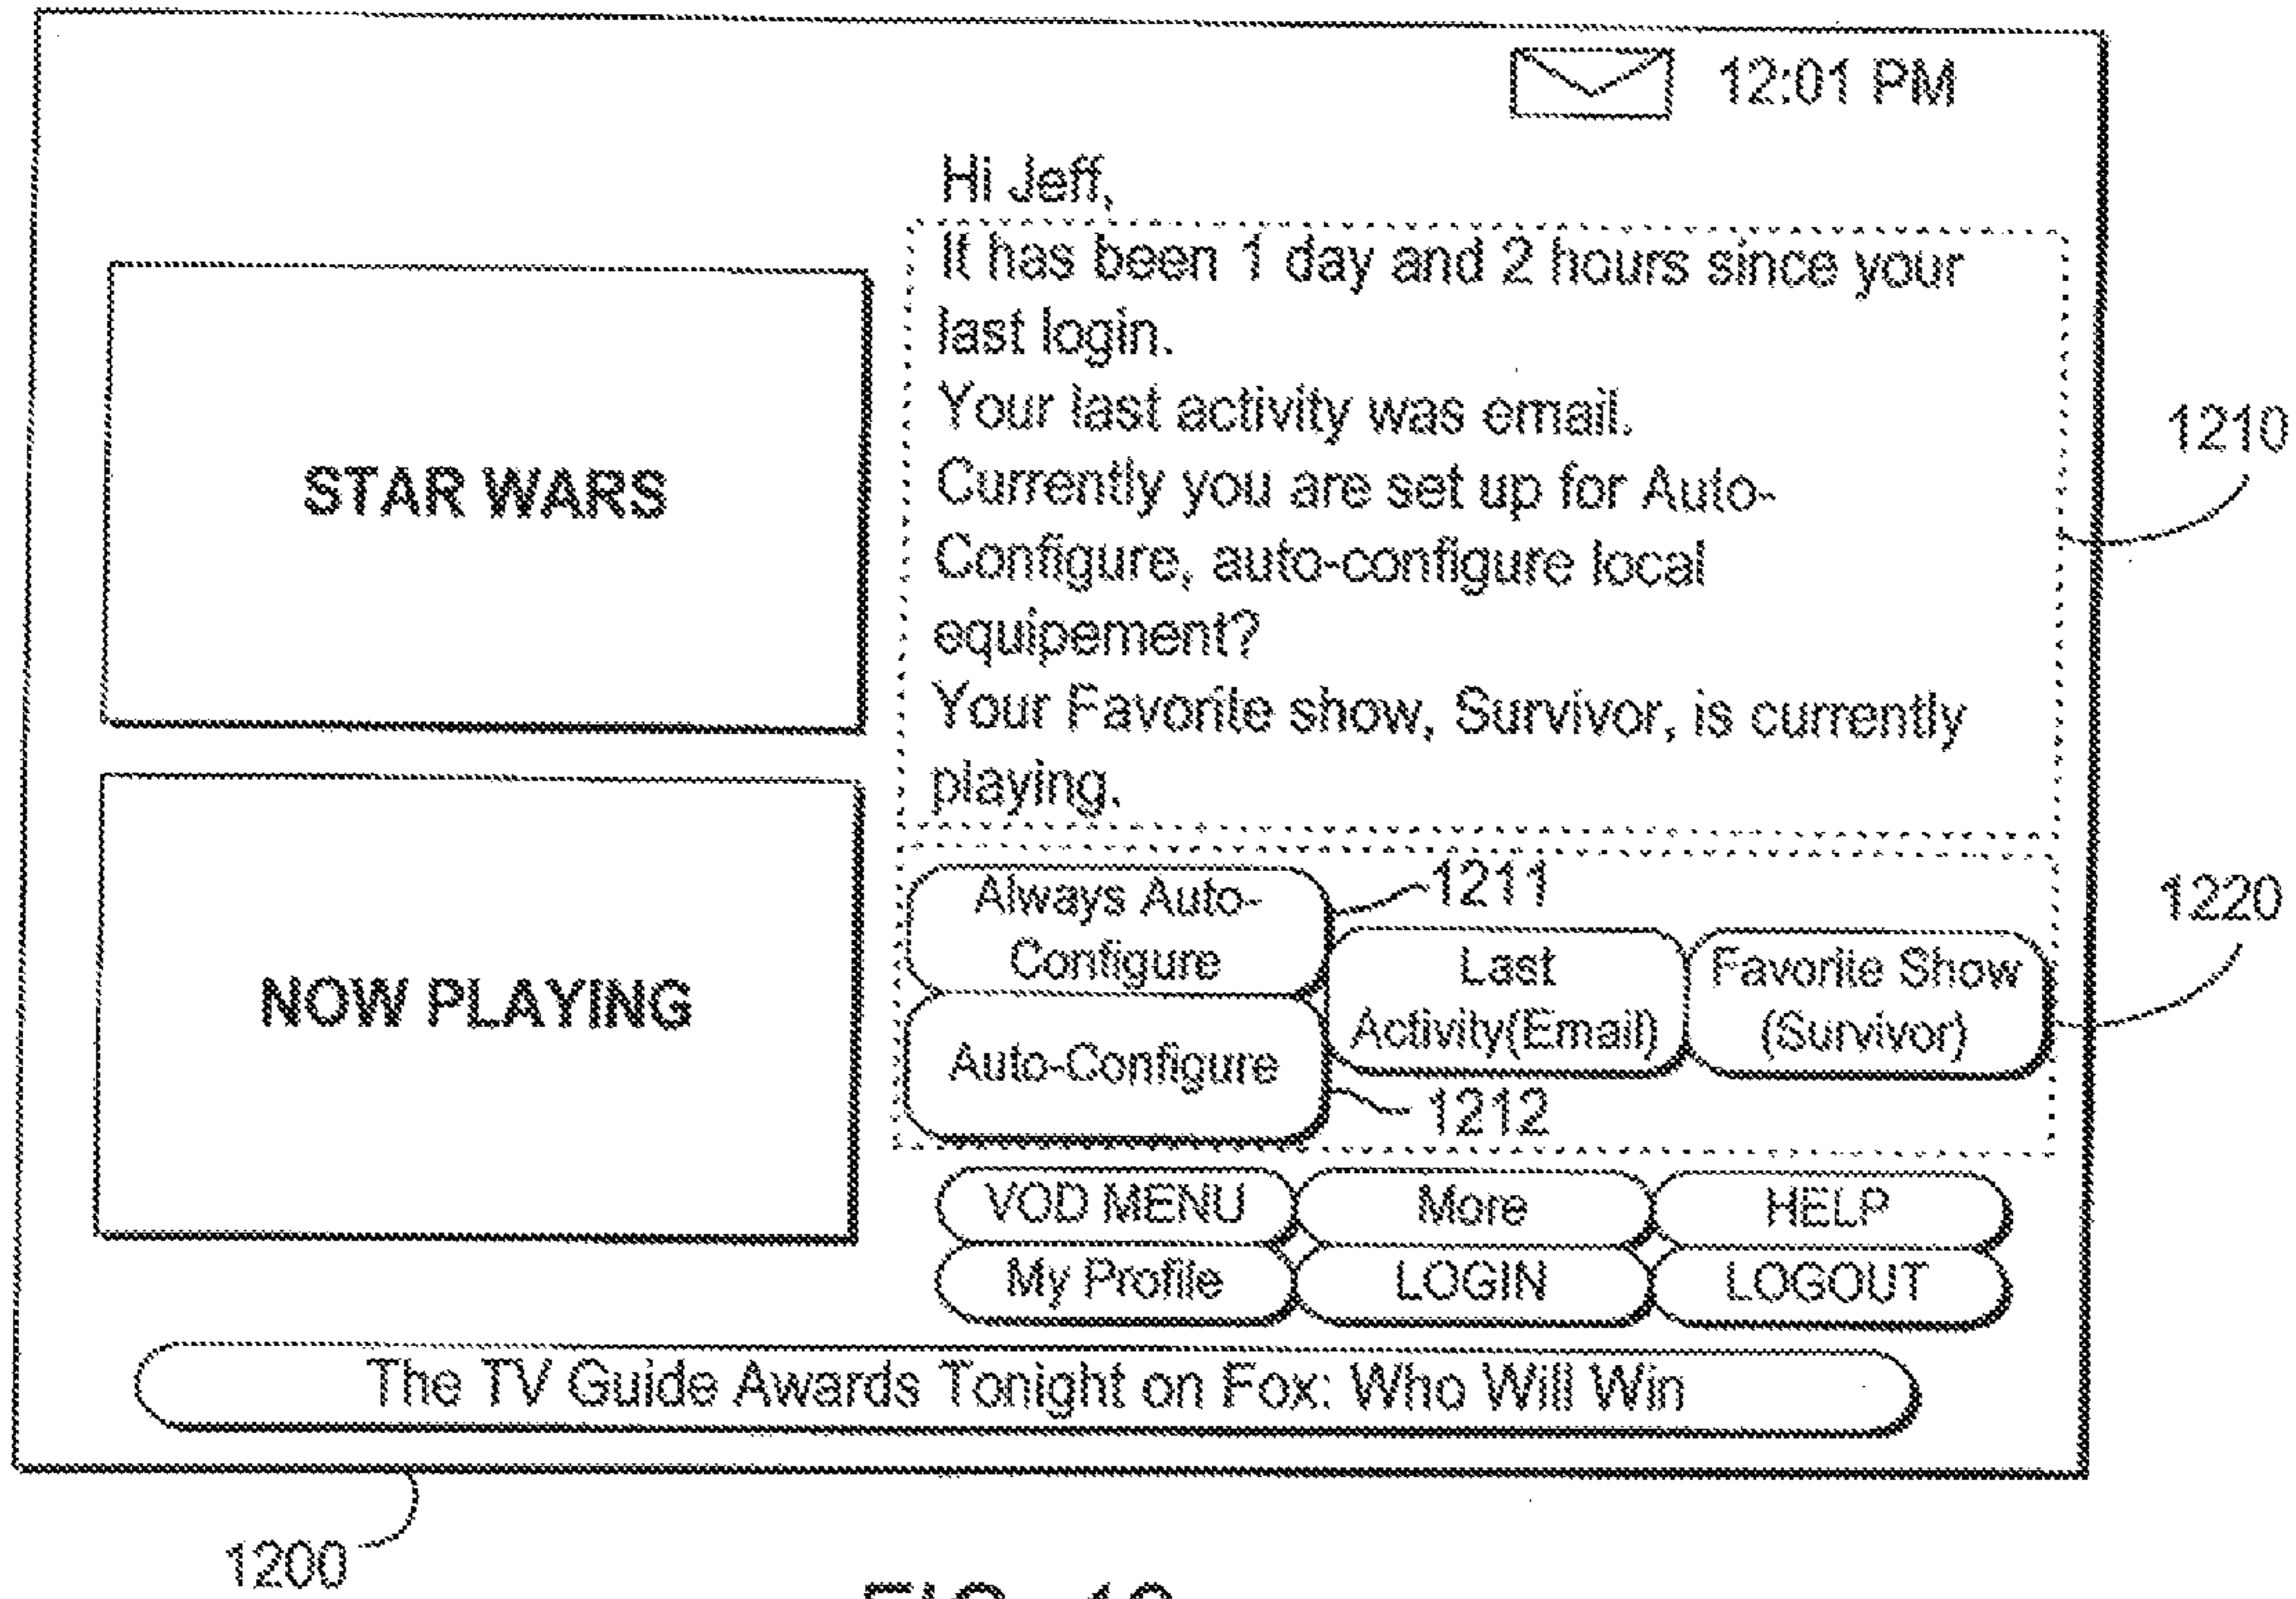 12:01 PM
Hi Jeff,
It has been 1 day and 2 hours since your
last login.
Your last activity was email.
Currently you are set up for Auto-
Configure, auto-configure local
equipement?
Your Favorite show, Survivor, is currently
playing.
STAR WARS
NOW PLAYING
1210
Always Auto-
Configure
1211
Auto-Configure
1212
Last
Activity(Email)
Favorite Show
(Survivor)
1220
VOD MENU
More
HELP
My Profile
LOGIN
LOGOUT
The TV Guide Awards Tonight on Fox: Who Will Win
1200